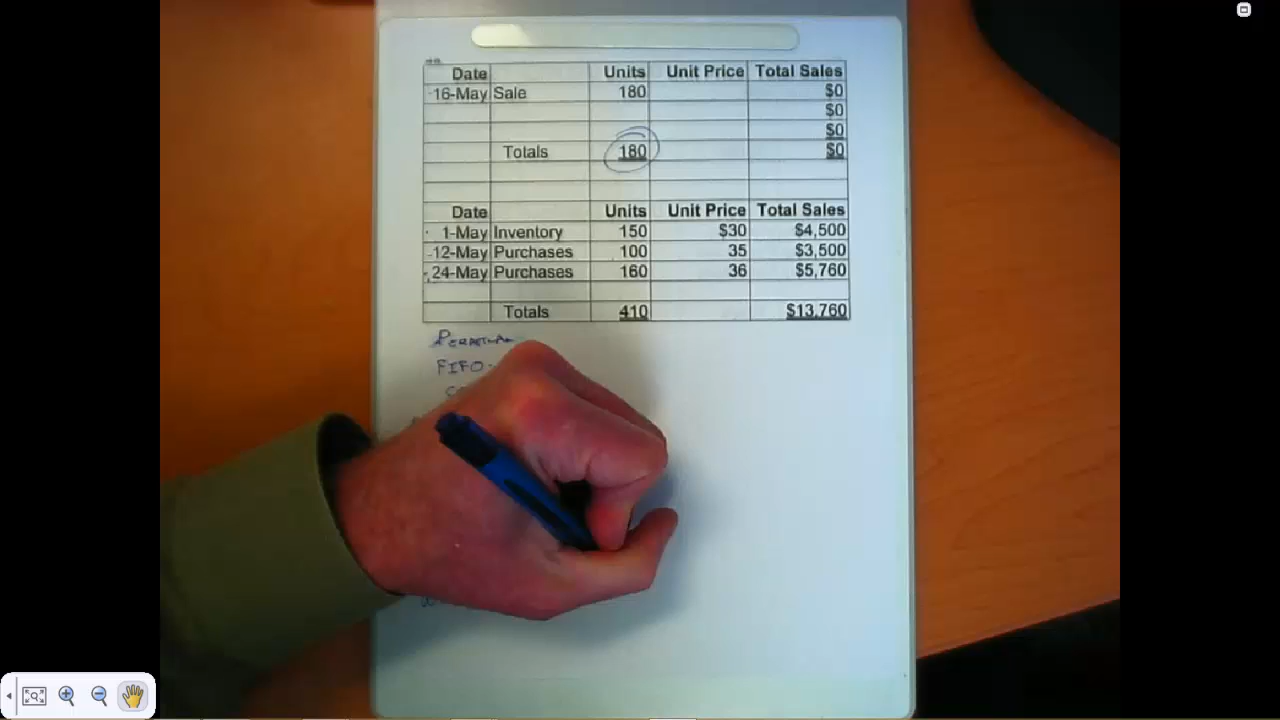 Date Units Unit Price Total Sales
16-May Sale 180 $0
$0
$0
Totals 180 $0
Date Units Unit Price Total Sales
1-May Inventory 150 $30 $4,500
12-May Purchases 100 35 $3,500
24-May Purchases 160 36 $5,760
Totals 410 $13,760
FIFO-